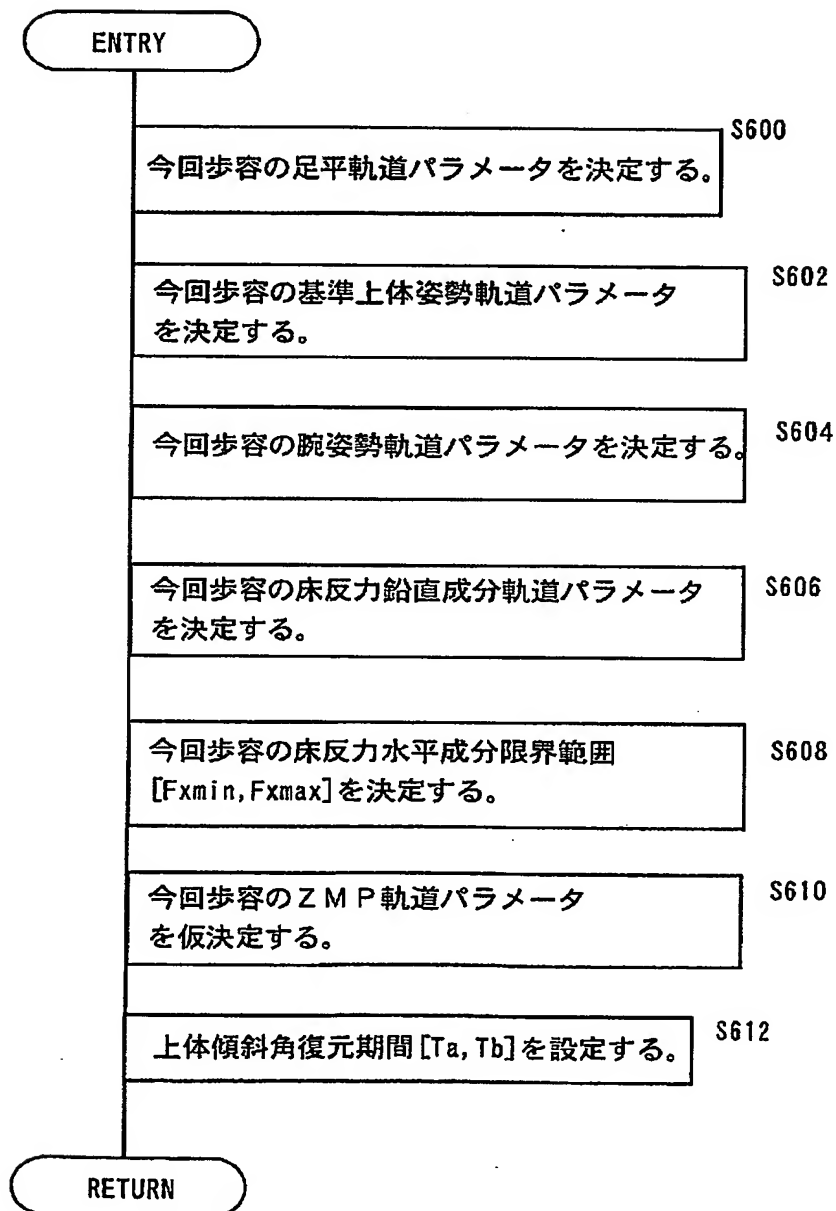 ENTRY
S600
今回歩容の足平軌道パラメータを決定する。
S602
今回歩容の基準上体姿勢軌道パラメータ
を決定する。
S604
今回歩容の腕姿勢軌道パラメータを決定する。
S606
今回歩容の床反力鉛直成分軌道パラメータ
を決定する。
S608
今回歩容の床反力水平成分限界範囲
[Fxmin,Fxmax]を決定する。
S610
今回歩容のZMP軌道パラメータ
を仮決定する。
S612
上体傾斜角復元期間[Ta,Tb]を設定する。
RETURN